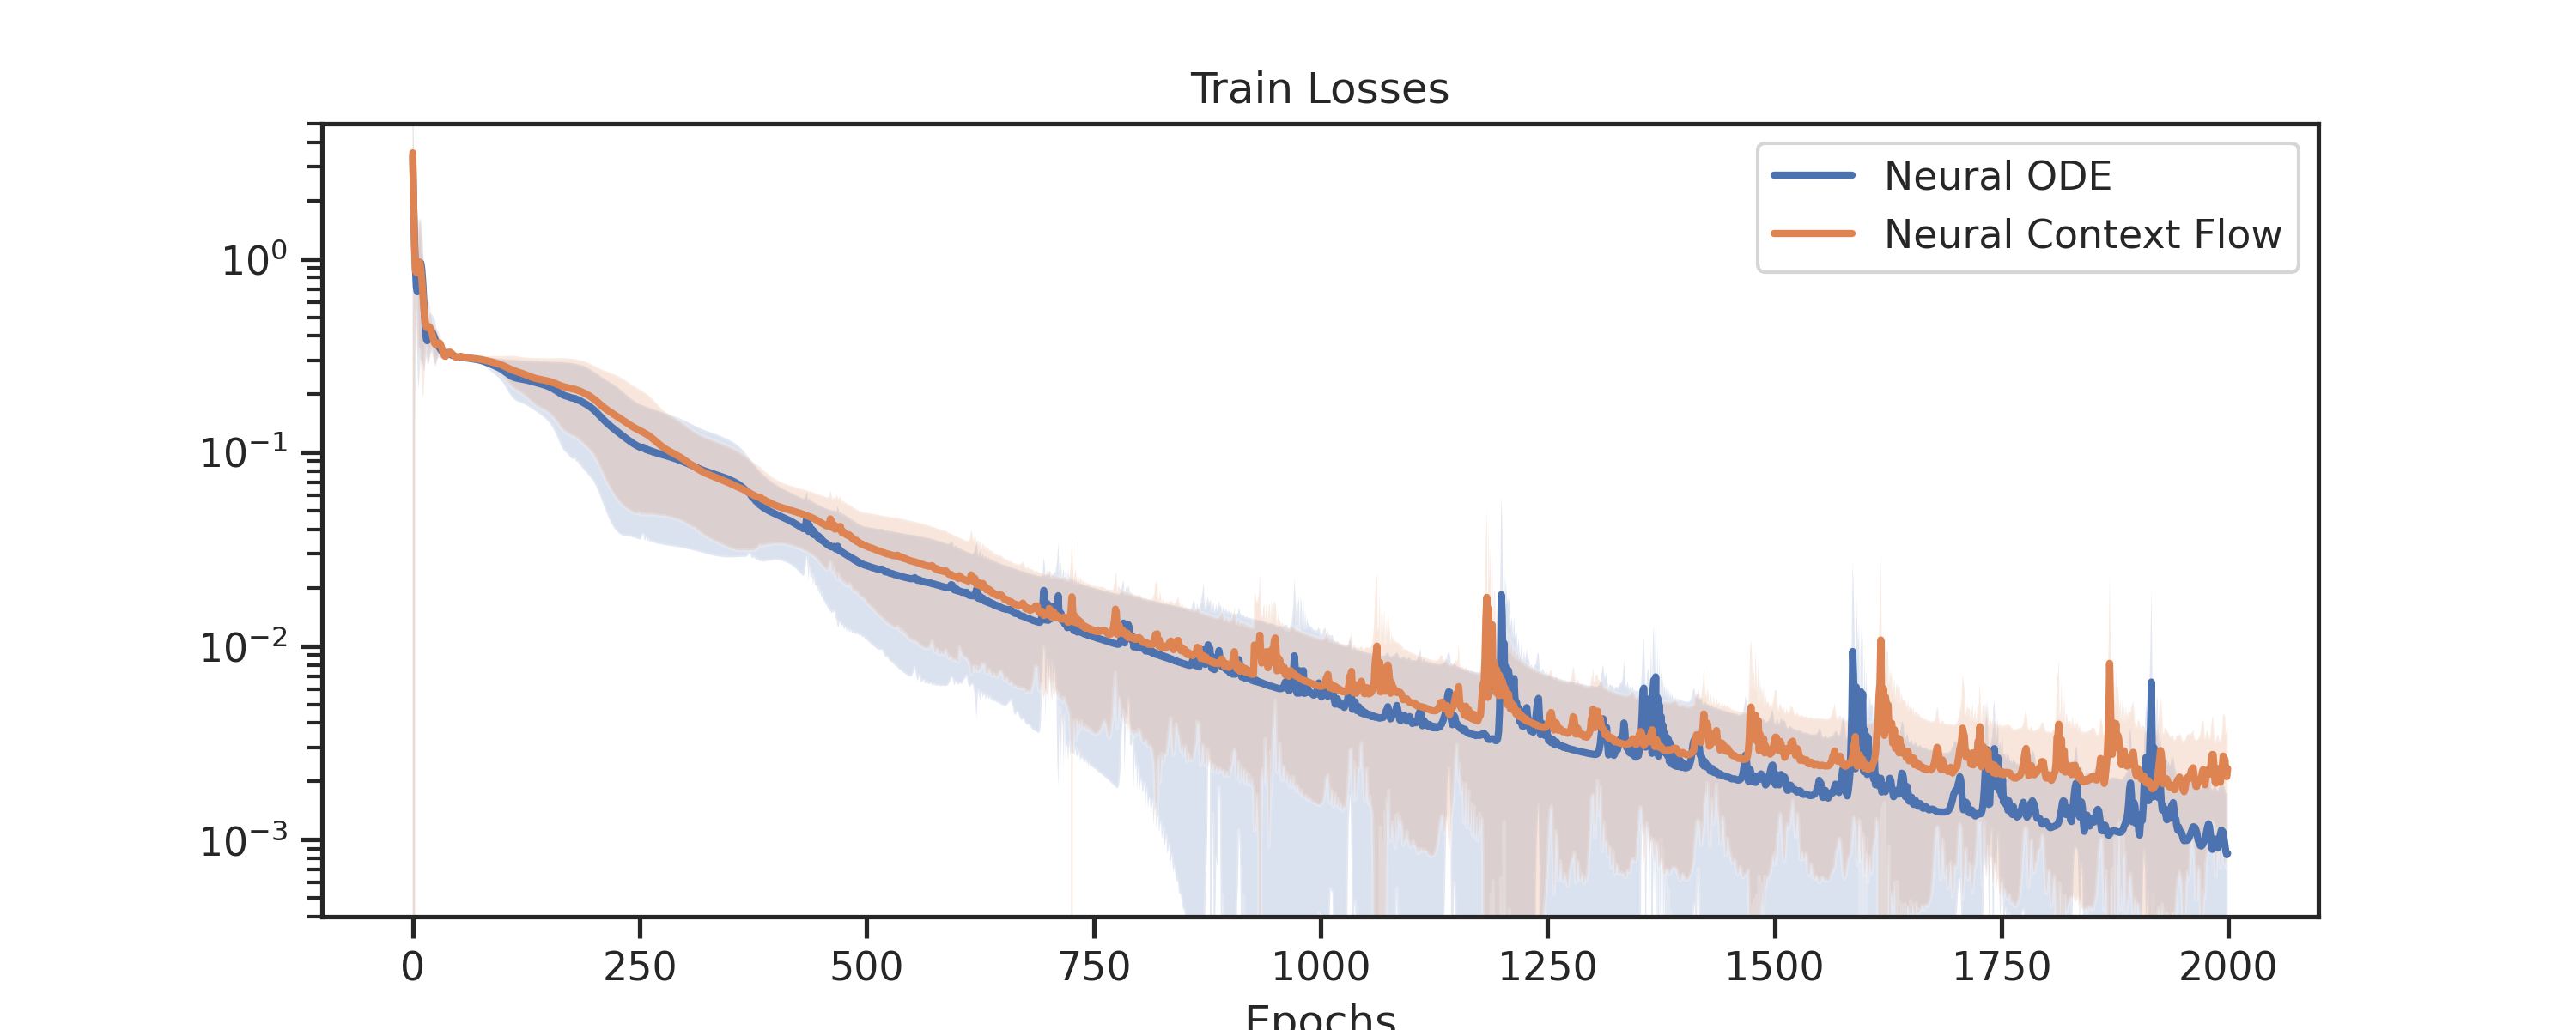 Train Losses
Neural ODE
Neural Context Flow
10⁰
10⁻¹
10⁻²
10⁻³
0 250 500 750 1000 1250 1500 1750 2000
Epochs